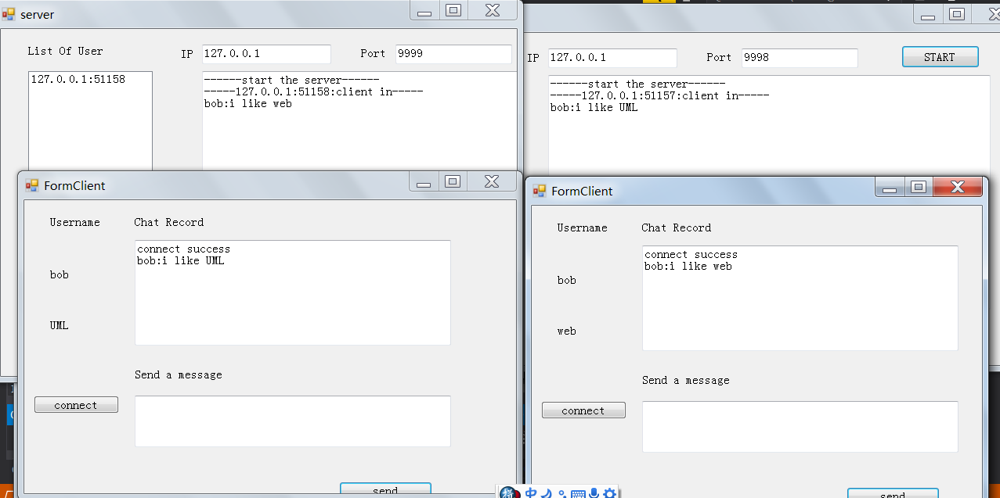 server
List Of User
IP 127.0.0.1 Port 9999
127.0.0.1:51158
------start the server------
-----127.0.0.1:51158:client in-----
bob:i like web
IP 127.0.0.1 Port 9998 START
------start the server------
-----127.0.0.1:51157:client in-----
bob:i like UML
FormClient
Username Chat Record
connect success
bob:i like UML
bob
UML
Send a message
connect
send
FormClient
Username Chat Record
connect success
bob:i like web
bob
web
Send a message
connect
send
中